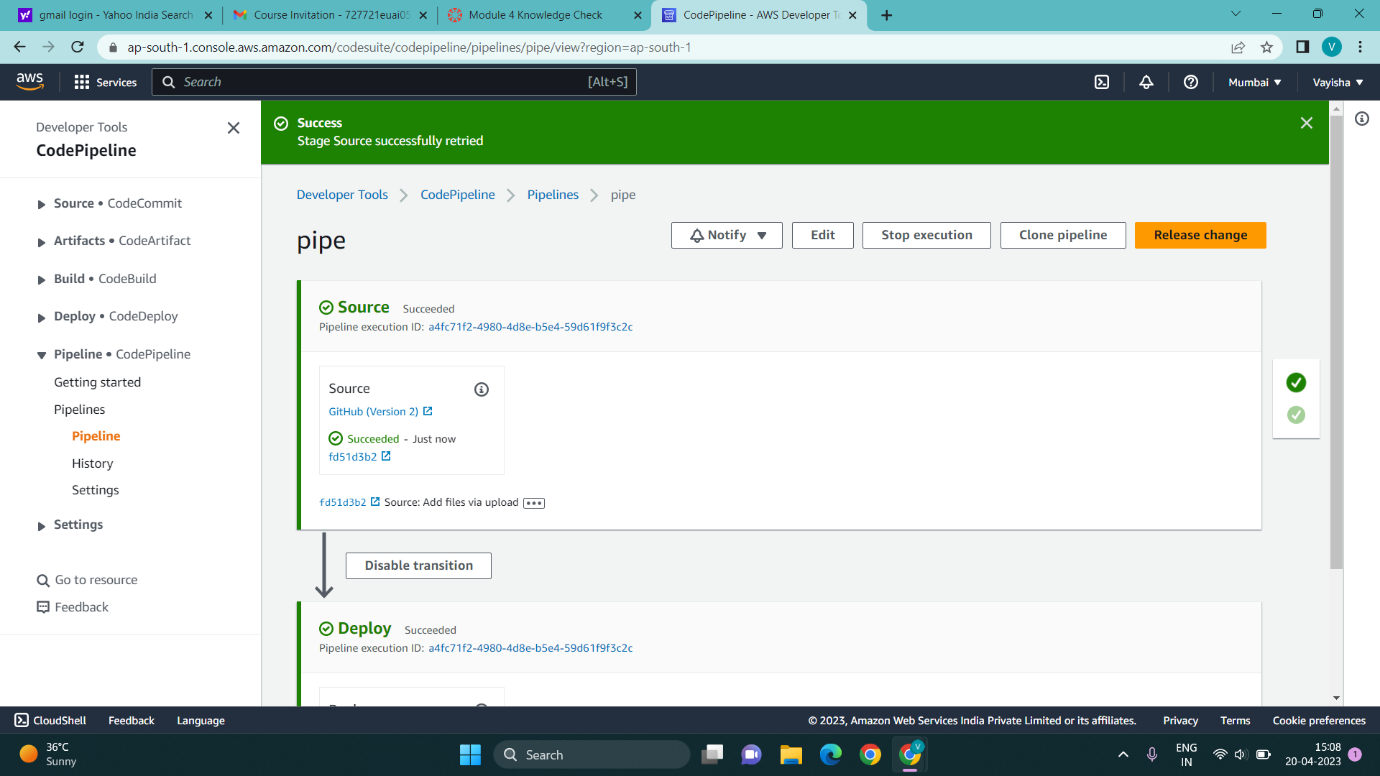 gmail login - Yahoo India Search
Course Invitation - 727721euai05
Module 4 Knowledge Check
CodePipeline - AWS Developer T
ap-south-1.console.aws.amazon.com/codesuite/codepipeline/pipelines/pipe/view?region=ap-south-1
V
aws
Services
Search
[Alt+S]
Mumbai
Vayisha
Developer Tools
CodePipeline
Source • CodeCommit
Artifacts • CodeArtifact
Build • CodeBuild
Deploy • CodeDeploy
Pipeline • CodePipeline
Getting started
Pipelines
Pipeline
History
Settings
Settings
Go to resource
Feedback
Success
Stage Source successfully retried
Developer Tools
CodePipeline
Pipelines
pipe
pipe
Notify
Edit
Stop execution
Clone pipeline
Release change
Source Succeeded
Pipeline execution ID: a4fc71f2-4980-4d8e-b5e4-59d61f9f3c2c
Source
GitHub (Version 2)
Succeeded - Just now
fd51d3b2
fd51d3b2 Source: Add files via upload
Disable transition
Deploy Succeeded
Pipeline execution ID: a4fc71f2-4980-4d8e-b5e4-59d61f9f3c2c
CloudShell
Feedback
Language
© 2023, Amazon Web Services India Private Limited or its affiliates.
Privacy
Terms
Cookie preferences
36°C
Sunny
Search
V
ENG
IN
15:08
20-04-2023
1